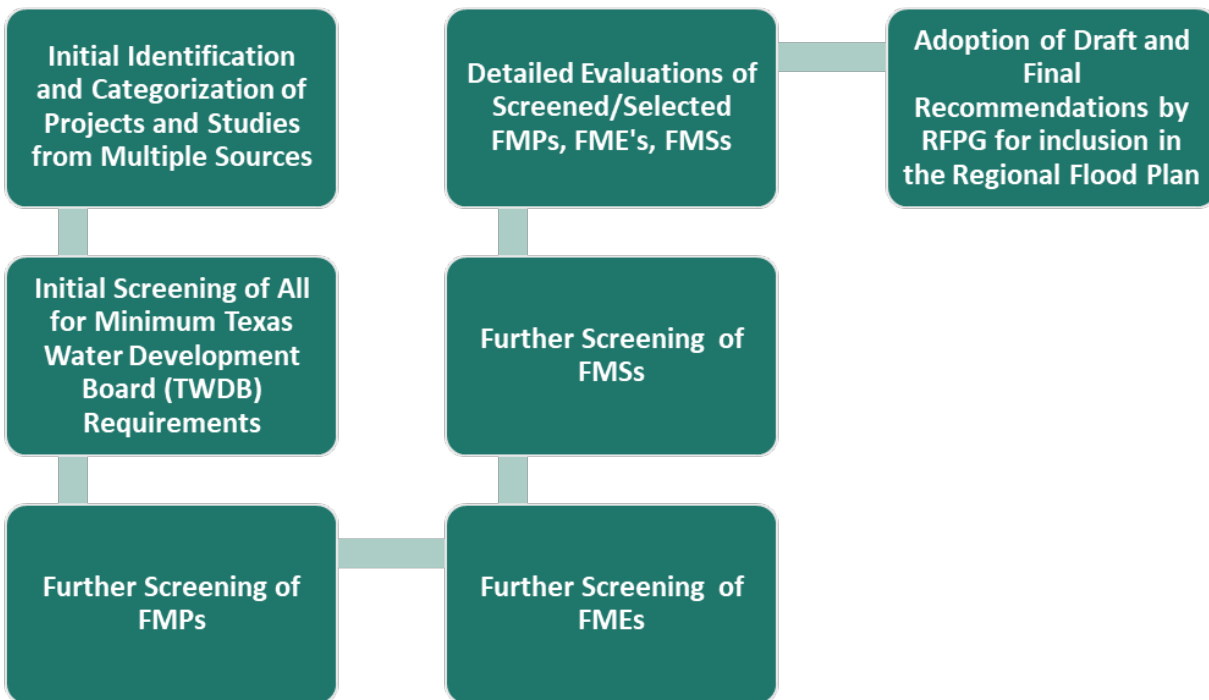 Initial Identification
and Categorization of
Projects and Studies
from Multiple Sources
Initial Screening of All
for Minimum Texas
Water Development
Board (TWDB)
Requirements
Further Screening of
FMPs
Further Screening of
FMEs
Further Screening of
FMSs
Detailed Evaluations of
Screened/Selected
FMPs, FME's, FMSs
Adoption of Draft and
Final
Recommendations by
RFPG for inclusion in
the Regional Flood Plan